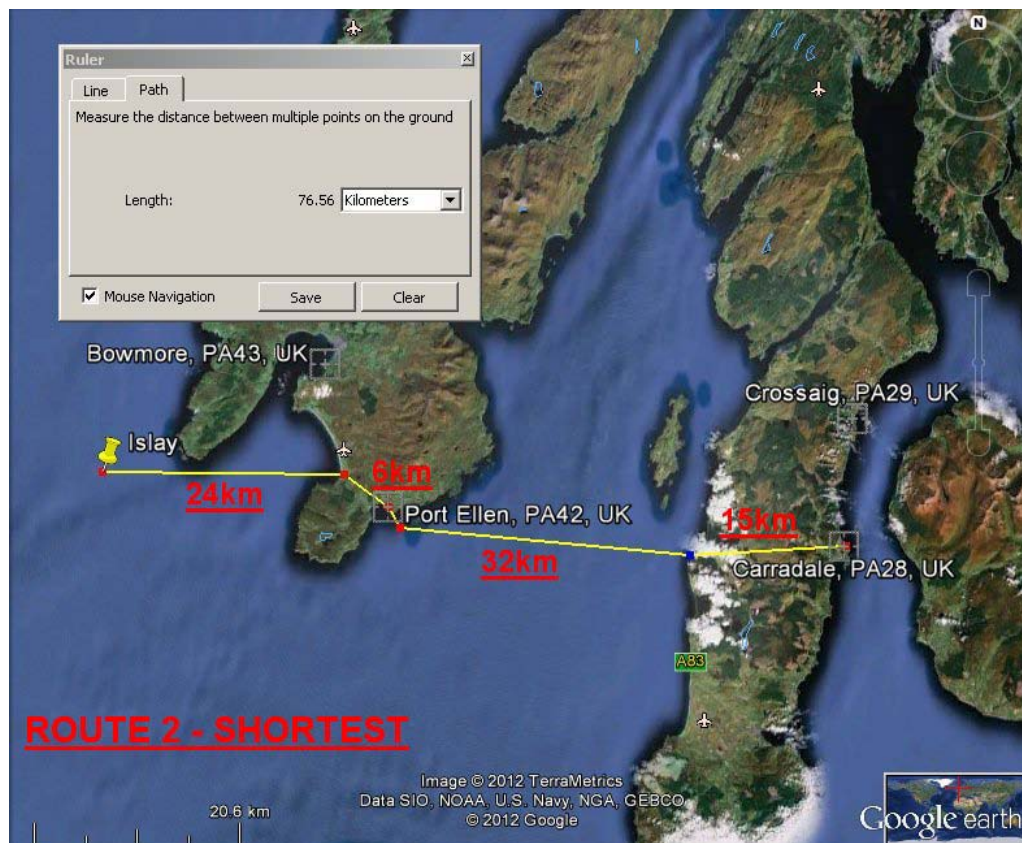 N
Ruler
Line Path
Measure the distance between multiple points on the ground
Length: 76.56 Kilometers
Mouse Navigation Save Clear
Bowmore, PA43, UK
Crossaig, PA29, UK
Islay
6km
24km
Port Ellen, PA42, UK
15km
32km
Carradale, PA28, UK
A83
ROUTE 2 - SHORTEST
Image © 2012 TerraMetrics
Data SIO, NOAA, U.S. Navy, NGA, GEBCO
© 2012 Google
20.6 km
Google earth